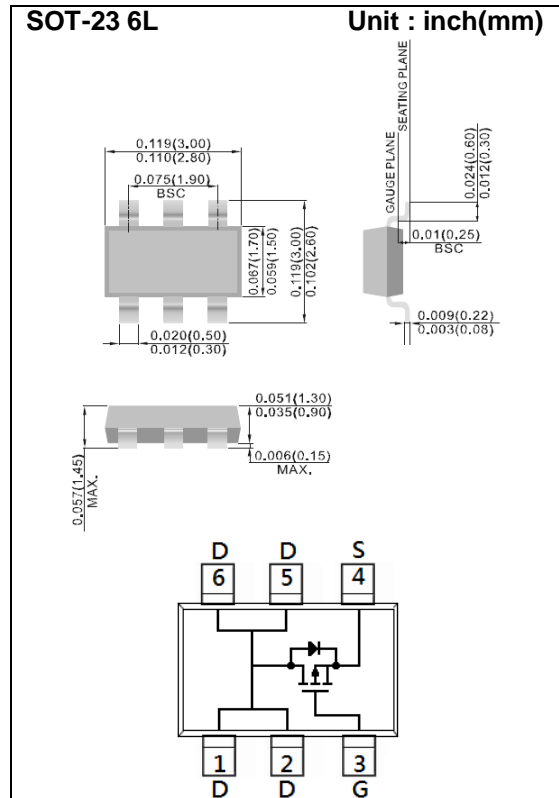 SOT-23 6L Unit : inch(mm)
0.119(3.00)
0.110(2.80)
0.075(1.90)
BSC
0.067(1.70)
0.059(1.50)
0.119(3.00)
0.102(2.60)
0.020(0.50)
0.012(0.30)
GAUGE PLANE
SEATING PLANE
0.024(0.60)
0.012(0.30)
0.01(0.25)
BSC
0.009(0.22)
0.003(0.08)
0.051(1.30)
0.035(0.90)
0.006(0.15)
MAX.
0.057(1.45)
MAX.
D D S
6 5 4
1 2 3
D D G